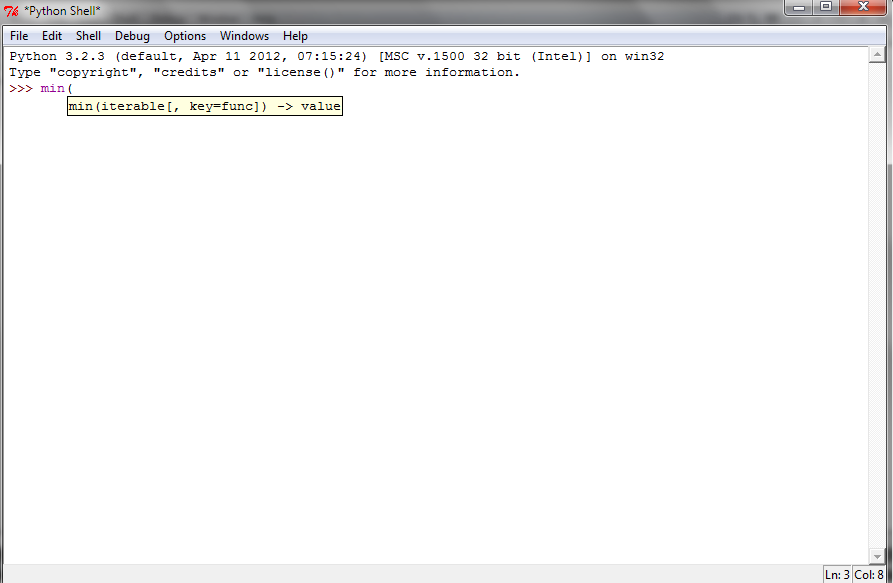 *Python Shell*
File Edit Shell Debug Options Windows Help
Python 3.2.3 (default, Apr 11 2012, 07:15:24) [MSC v.1500 32 bit (Intel)] on win32
Type "copyright", "credits" or "license()" for more information.
>>> min(
min(iterable[, key=func]) -> value
Ln: 3 Col: 8